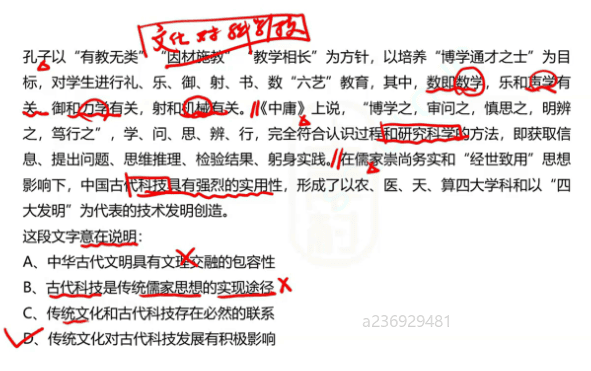 文化对科学影响
孔子以“有教无类”“因材施教”“教学相长”为方针，以培养“博学通才之士”为目
标，对学生进行礼、乐、御、射、书、数“六艺”教育，其中，数即数学，乐和声学有
关，御和力学有关，射和机械有关。《中庸》上说，“博学之，审问之，慎思之，明辨
之，笃行之”，学、问、思、辨、行，完全符合认识过程和研究科学的方法，即获取信
息、提出问题、思维推理、检验结果、躬身实践。在儒家崇尚务实和“经世致用”思想
影响下，中国古代科技具有强烈的实用性，形成了以农、医、天、算四大学科和以“四
大发明”为代表的技术发明创造。
这段文字意在说明：
A、中华古代文明具有文理交融的包容性
B、古代科技是传统儒家思想的实现途径
C、传统文化和古代科技存在必然的联系
a236929481
D、传统文化对古代科技发展有积极影响